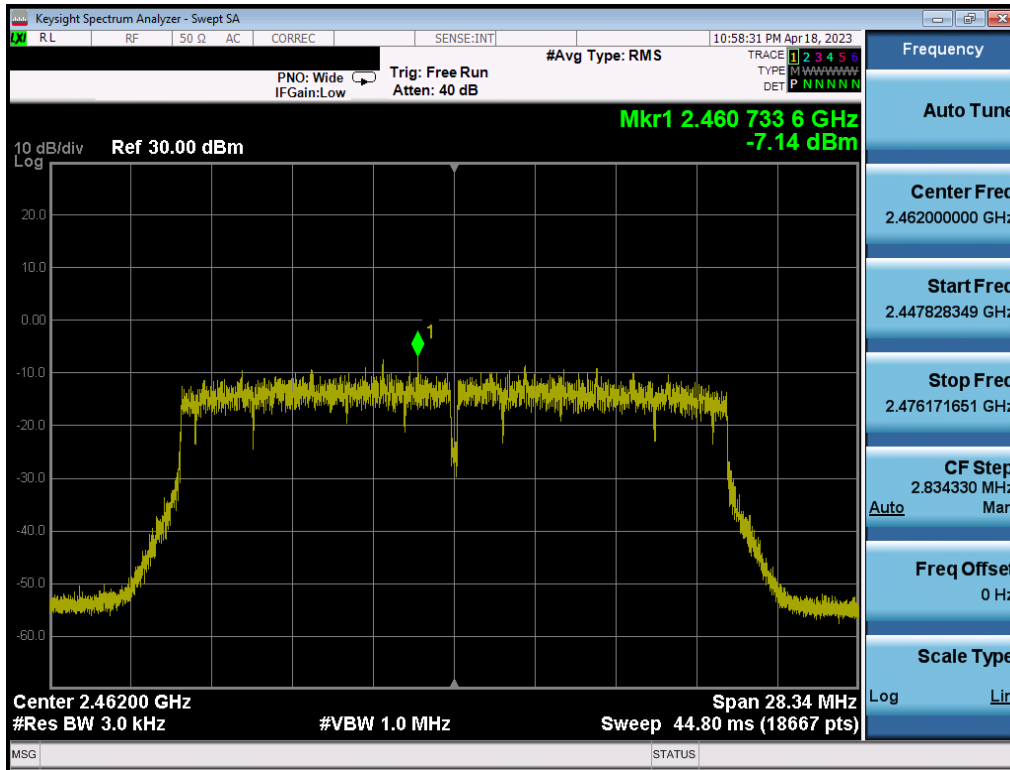 Keysight Spectrum Analyzer - Swept SA
LXI RL RF 50 Ω AC CORREC SENSE:INT 10:58:31 PM Apr 18, 2023
#Avg Type: RMS TRACE 1 2 3 4 5 6
PNO: Wide Trig: Free Run TYPE M WWWWW
IFGain:Low Atten: 40 dB DET P N N N N N
Mkr1 2.460 733 6 GHz
-7.14 dBm
10 dB/div Ref 30.00 dBm
Log
20.0
10.0
0.00
1
-10.0
-20.0
-30.0
-40.0
-50.0
-60.0
Center 2.46200 GHz Span 28.34 MHz
#Res BW 3.0 kHz #VBW 1.0 MHz Sweep 44.80 ms (18667 pts)
MSG STATUS
Frequency
Auto Tune
Center Freq
2.462000000 GHz
Start Freq
2.447828349 GHz
Stop Freq
2.476171651 GHz
CF Step
2.834330 MHz
Auto Man
Freq Offset
0 Hz
Scale Type
Log Lin